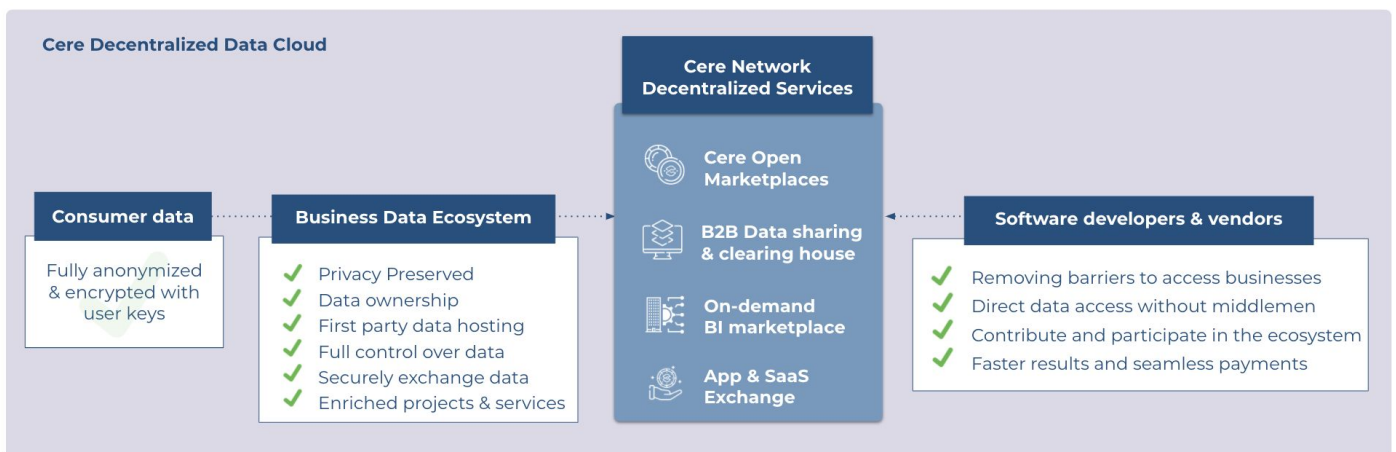 Cere Decentralized Data Cloud
Consumer data
Fully anonymized
& encrypted with
user keys
Business Data Ecosystem
Privacy Preserved
Data ownership
First party data hosting
Full control over data
Securely exchange data
Enriched projects & services
Cere Network
Decentralized Services
Cere Open
Marketplaces
B2B Data sharing
& clearing house
On-demand
BI marketplace
App & SaaS
Exchange
Software developers & vendors
Removing barriers to access businesses
Direct data access without middlemen
Contribute and participate in the ecosystem
Faster results and seamless payments